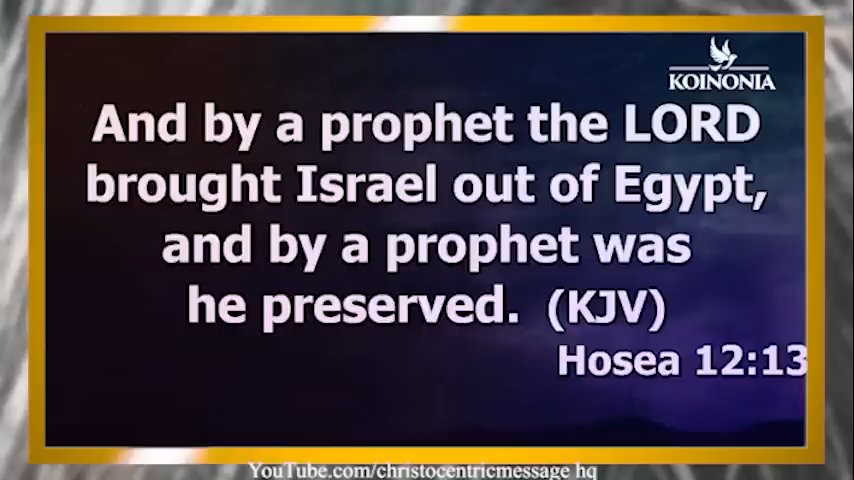 KOINONIA
And by a prophet the LORD
brought Israel out of Egypt,
and by a prophet was
he preserved. (KJV)
Hosea 12:13
YouTube.com/christocentricmessage hq